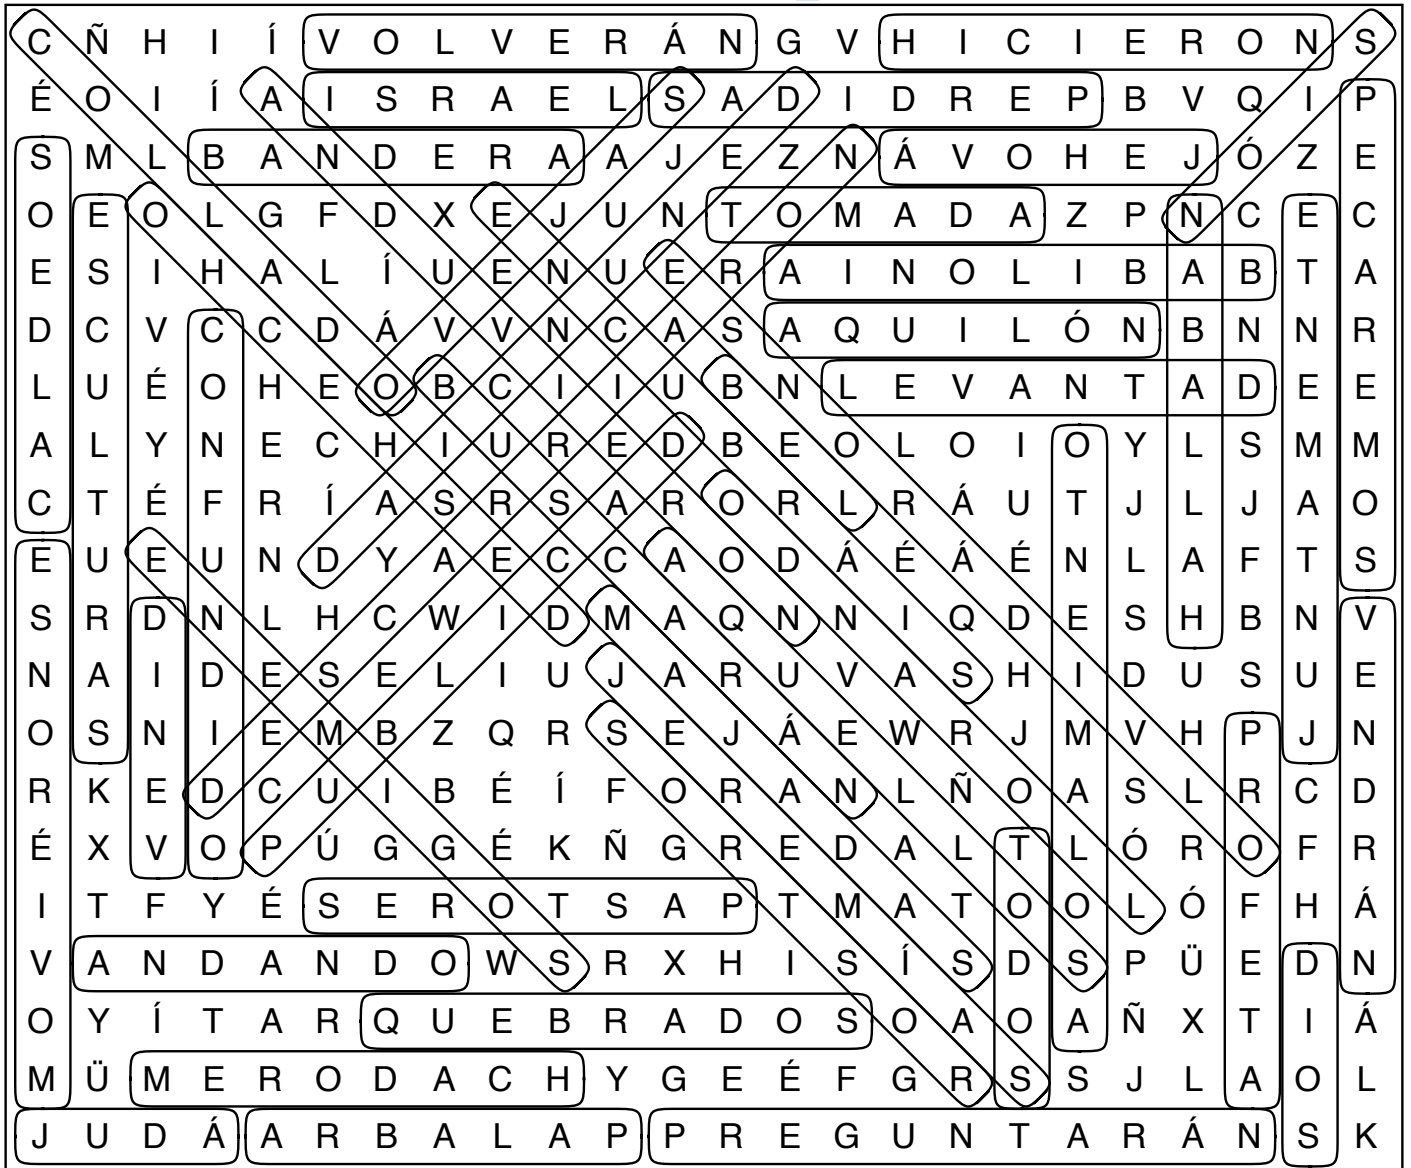 C Ñ H I Í V O L V E R Á N G V H I C I E R O N S
É O I Í A I S R A E L S A D I D R E P B V Q I P
S M L B A N D E R A A J E Z N Á V O H E J Ó Z E
O E O L G F D X E J U N T O M A D A Z P N C E C
E S I H A L Í U E N U E R A I N O L I B A B T A
D C V C C D Á V V N C A S A Q U I L Ó N B N N R
L U É O H E O B C I I U B N L E V A N T A D E E
A L Y N E C H I U R E D B E O L O I O Y L S M M
C T É F R Í A S R S A R O R L R Á U T J L J A O
E U E U N D Y A E C C A O D Á É Á É N L A F T S
S R D N L H C W I D M A Q N N I Q D E S H B N V
N A I D E S E L I U J A R U V A S H I D U S U E
O S N I E M B Z Q R S E J Á E W R J M V H P J N
R K E D C U I B É Í F O R A N L Ñ O A S L R C D
É X V O P Ú G G É K Ñ G R E D A L T L Ó R O F R
I T F Y É S E R O T S A P T M A T O O L Ó F H Á
V A N D A N D O W S R X H I S Í S D S P Ü E D N
O Y Í T A R Q U E B R A D O S O A O A Ñ X T I Á
M Ü M E R O D A C H Y G E É F G R S S J L A O L
J U D Á A R B A L A P P R E G U N T A R Á N S K